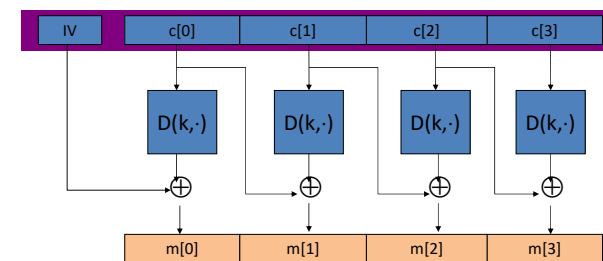 IV c[0] c[1] c[2] c[3]
D(k,·) D(k,·) D(k,·) D(k,·)
m[0] m[1] m[2] m[3]